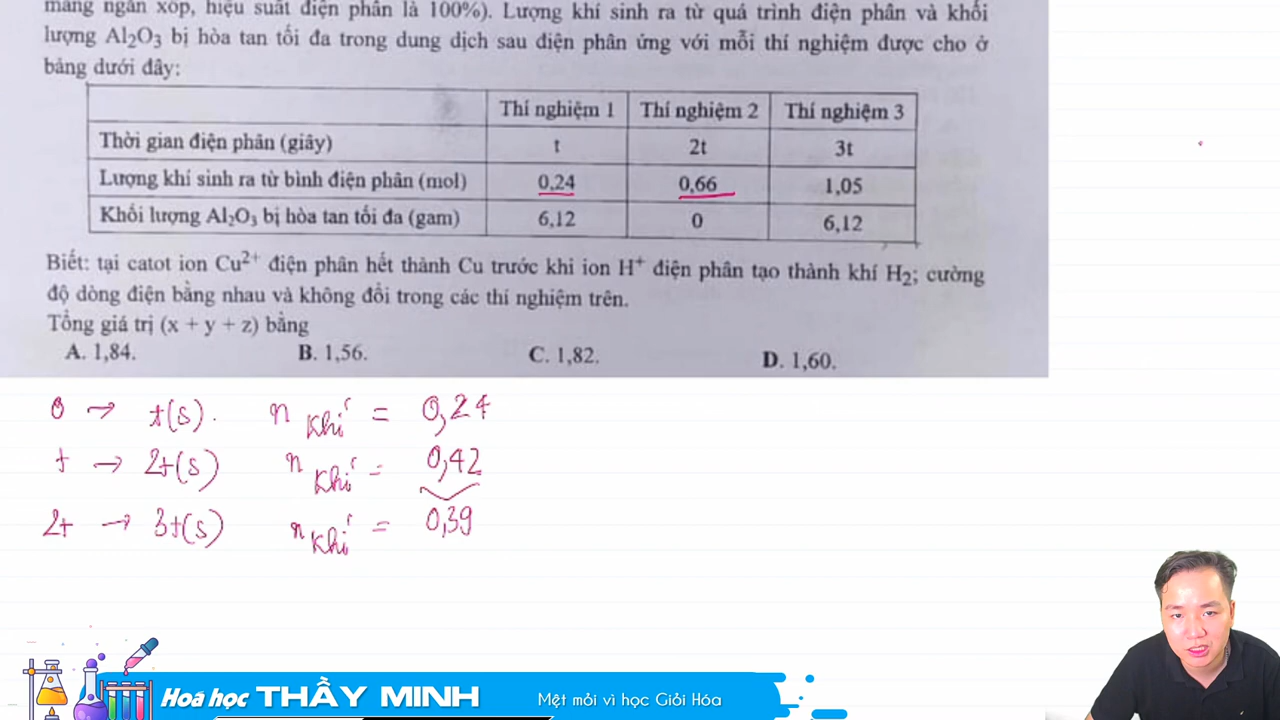 màng ngăn xốp, hiệu suất điện phân là 100%). Lượng khí sinh ra từ quá trình điện phân và khối
lượng Al₂O₃ bị hòa tan tối đa trong dung dịch sau điện phân ứng với mỗi thí nghiệm được cho ở
bảng dưới đây:
Thí nghiệm 1 Thí nghiệm 2 Thí nghiệm 3
Thời gian điện phân (giây) t 2t 3t
Lượng khí sinh ra từ bình điện phân (mol) 0,24 0,66 1,05
Khối lượng Al₂O₃ bị hòa tan tối đa (gam) 6,12 0 6,12
Biết: tại catot ion Cu²⁺ điện phân hết thành Cu trước khi ion H⁺ điện phân tạo thành khí H₂; cường
độ dòng điện bằng nhau và không đổi trong các thí nghiệm trên.
Tổng giá trị (x + y + z) bằng
A. 1,84. B. 1,56. C. 1,82. D. 1,60.
0 → t(s). n khí = 0,24
t → 2t(s) n khí = 0,42
2t → 3t(s) n khí = 0,39
Hoá học THẦY MINH Mệt mỏi vì học Giỏi Hóa